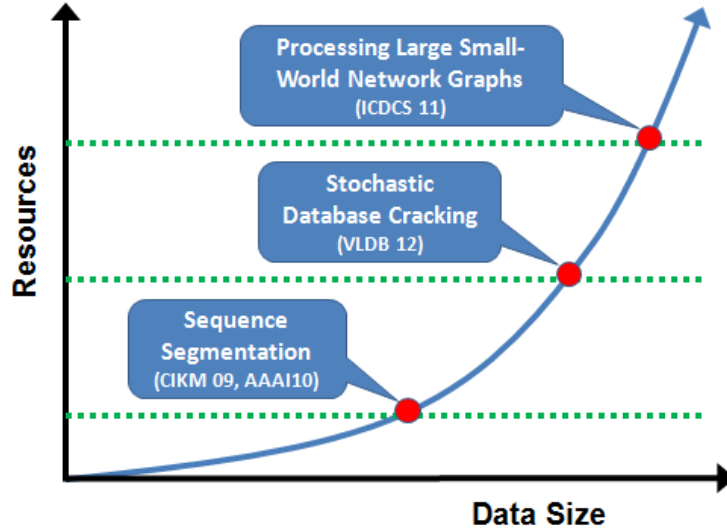 Processing Large Small-
World Network Graphs
(ICDCS 11)
Stochastic
Database Cracking
(VLDB 12)
Sequence
Segmentation
(CIKM 09, AAAI10)
Resources
Data Size